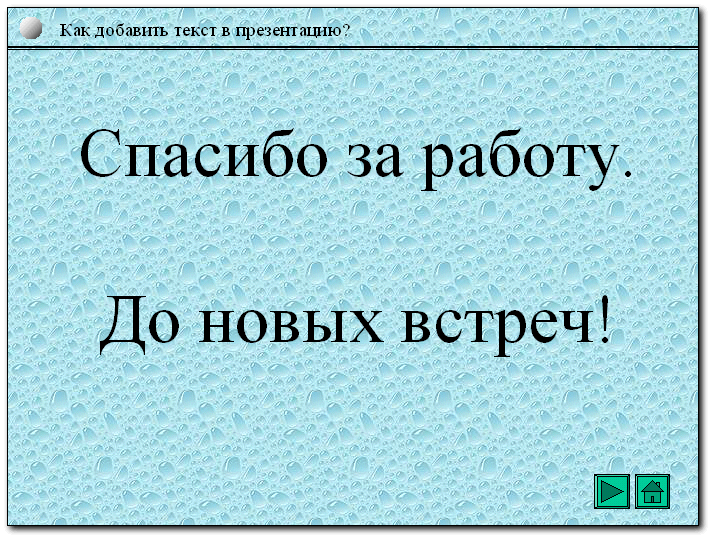 Как добавить текст в презентацию?
Спасибо за работу.
До новых встреч!